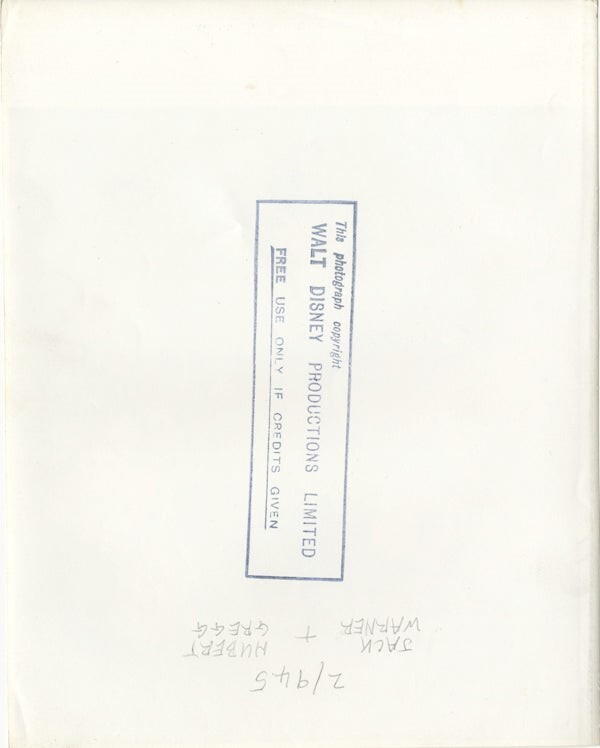 This photograph copyright
WALT DISNEY PRODUCTIONS LIMITED
FREE USE ONLY IF CREDITS GIVEN
2/945
JACK
WARNER
+
HUBERT
GREGG